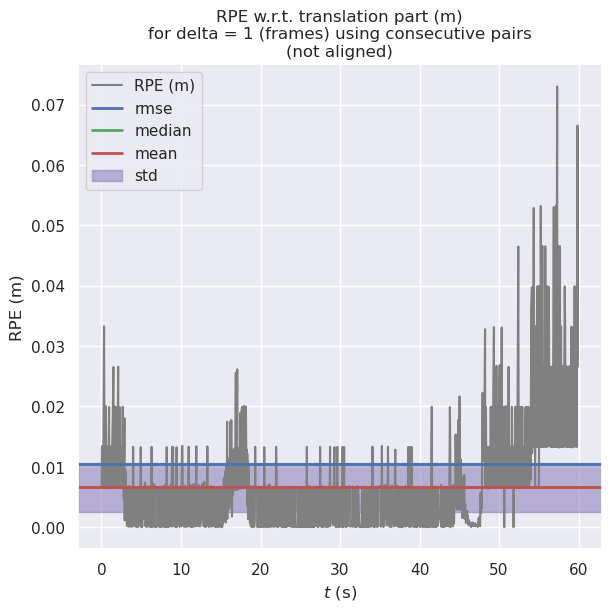 RPE w.r.t. translation part (m)
for delta = 1 (frames) using consecutive pairs
(not aligned)
RPE (m)
rmse
median
mean
std
0.07
0.06
0.05
0.04
0.03
0.02
0.01
0.00
RPE (m)
0
10
20
30
40
50
60
t (s)